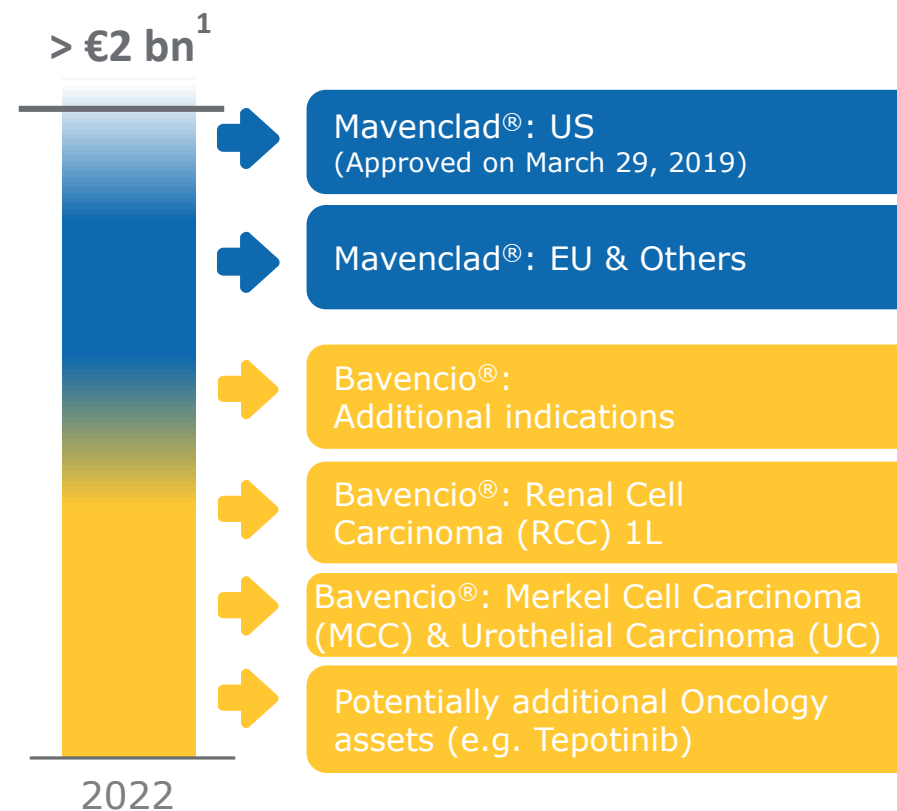 > €2 bn¹
Mavenclad®: US
(Approved on March 29, 2019)
Mavenclad®: EU & Others
Bavencio®:
Additional indications
Bavencio®: Renal Cell
Carcinoma (RCC) 1L
Bavencio®: Merkel Cell Carcinoma
(MCC) & Urothelial Carcinoma (UC)
Potentially additional Oncology
assets (e.g. Tepotinib)
2022